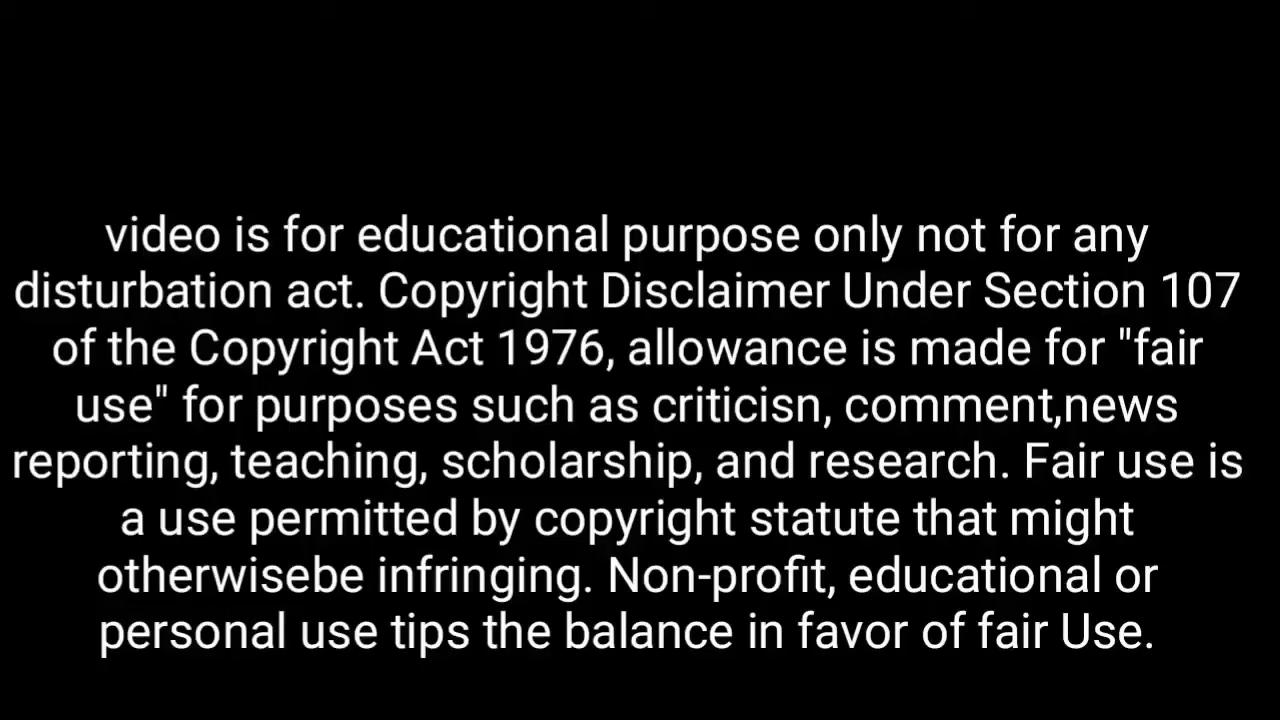 video is for educational purpose only not for any
disturbation act. Copyright Disclaimer Under Section 107
of the Copyright Act 1976, allowance is made for "fair
use" for purposes such as criticisn, comment,news
reporting, teaching, scholarship, and research. Fair use is
a use permitted by copyright statute that might
otherwisebe infringing. Non-profit, educational or
personal use tips the balance in favor of fair Use.